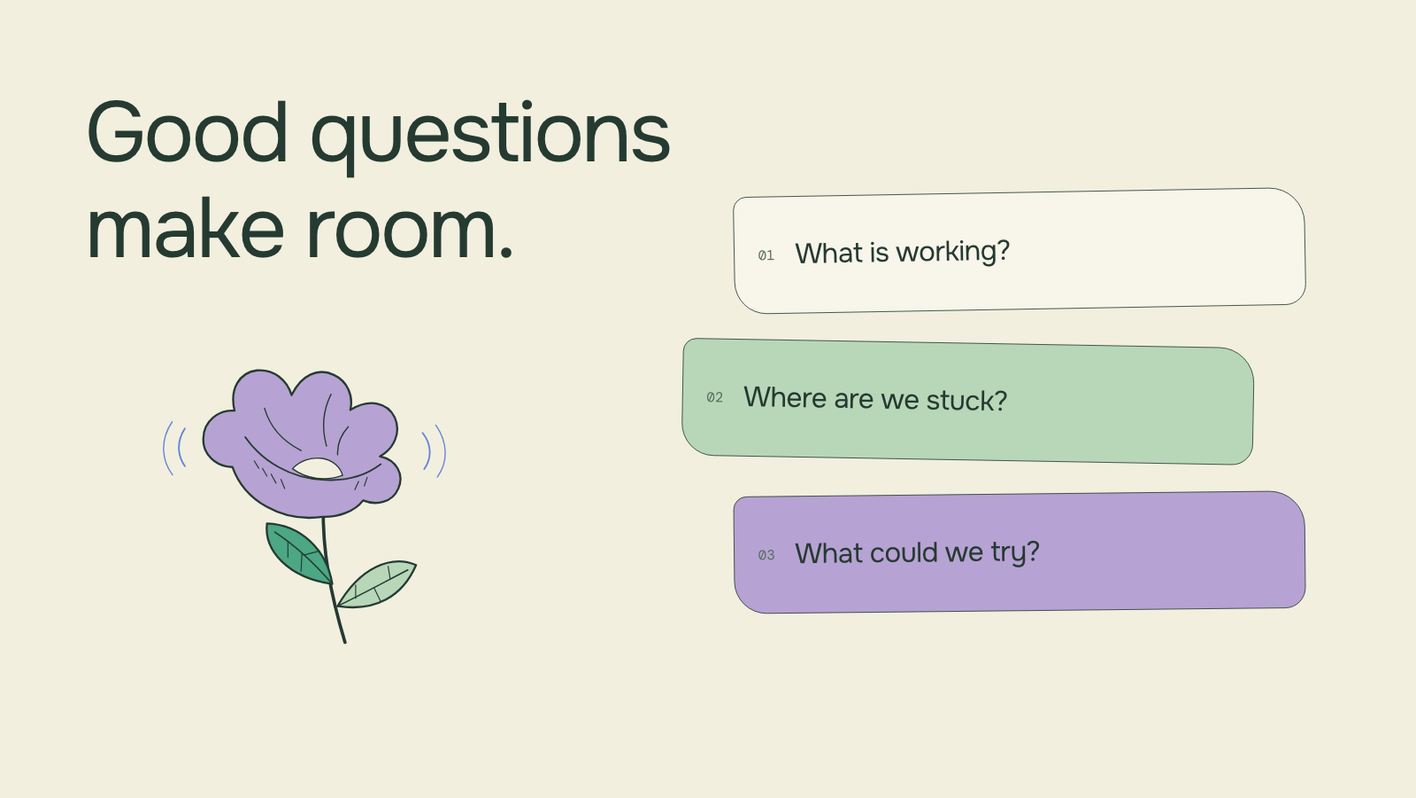 Good questions
make room.
01 What is working?
02 Where are we stuck?
03 What could we try?